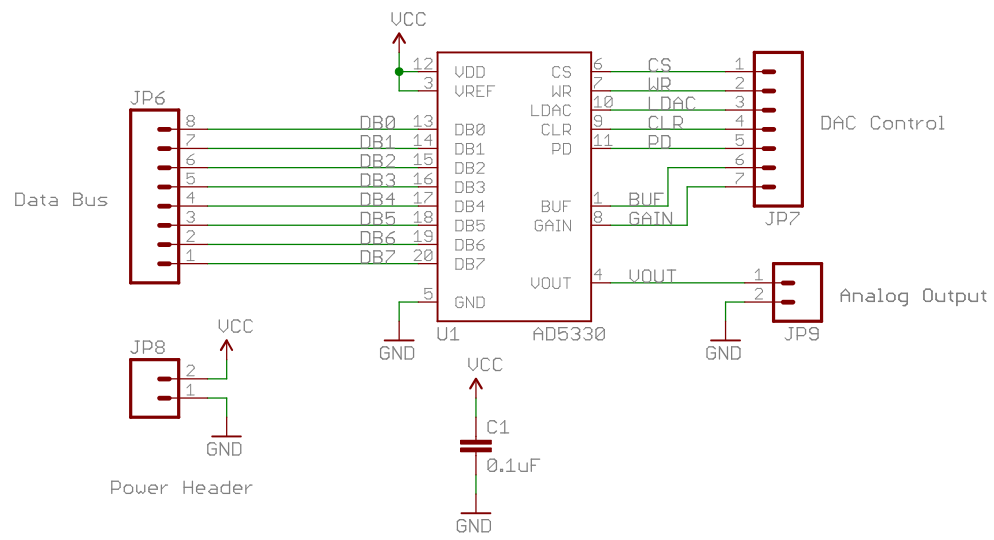 VCC
12 VDD CS 6 CS 1
3 VREF WR 7 WR 2
JP6 LDAC 10 LDAC 3
8 DB0 13 DB0 CLR 9 CLR 4 DAC Control
7 DB1 14 DB1 PD 11 PD 5
6 DB2 15 DB2 6
5 DB3 16 DB3 7
Data Bus 4 DB4 17 DB4 BUF 1 BUF
3 DB5 18 DB5 GAIN 8 GAIN JP7
2 DB6 19 DB6
1 DB7 20 DB7
VOUT 4 VOUT 1
5 GND 2 Analog Output
VCC U1 AD5330 JP9
JP8 GND GND
VCC
2
1
C1
GND
0.1uF
Power Header
GND